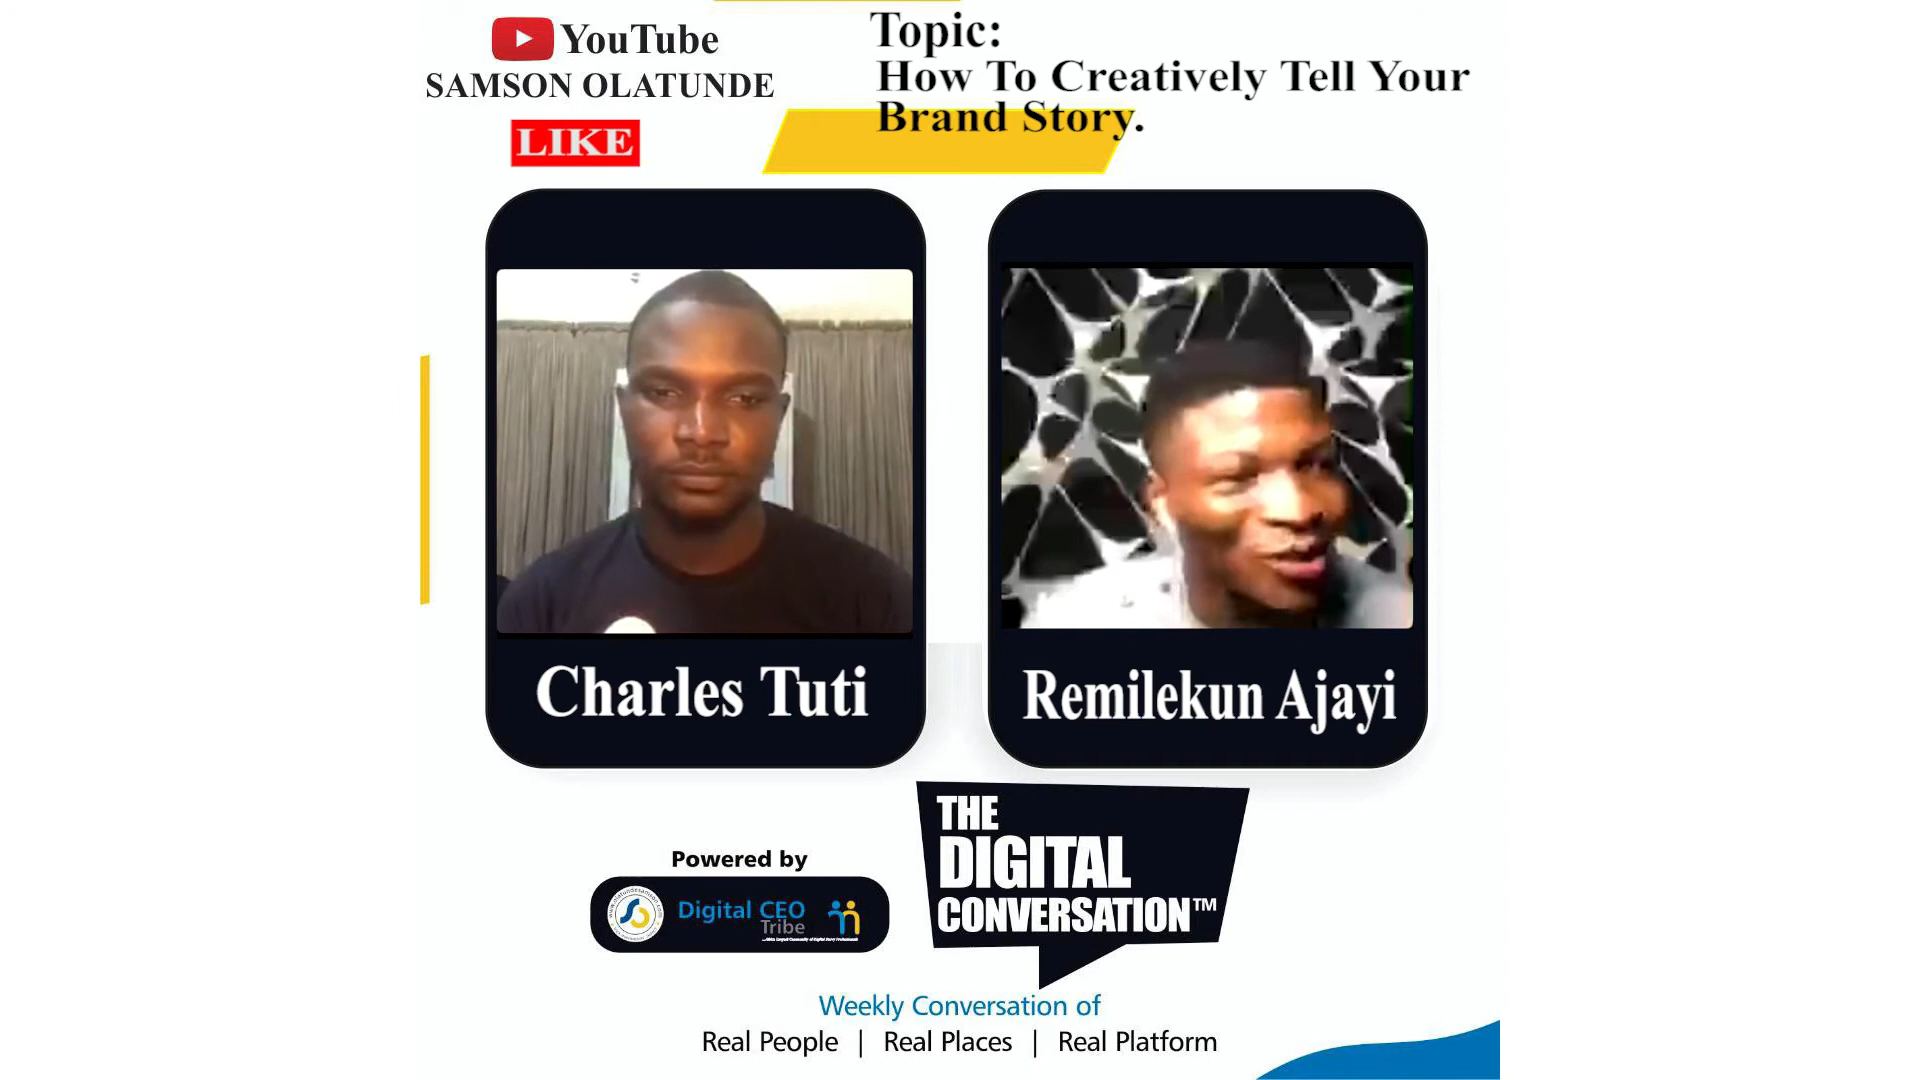 YouTube
SAMSON OLATUNDE
LIKE
Topic:
How To Creatively Tell Your
Brand Story.
Charles Tuti
Remilekun Ajayi
Powered by
Digital CEO
Tribe
THE
DIGITAL
CONVERSATION™
Weekly Conversation of
Real People | Real Places | Real Platform